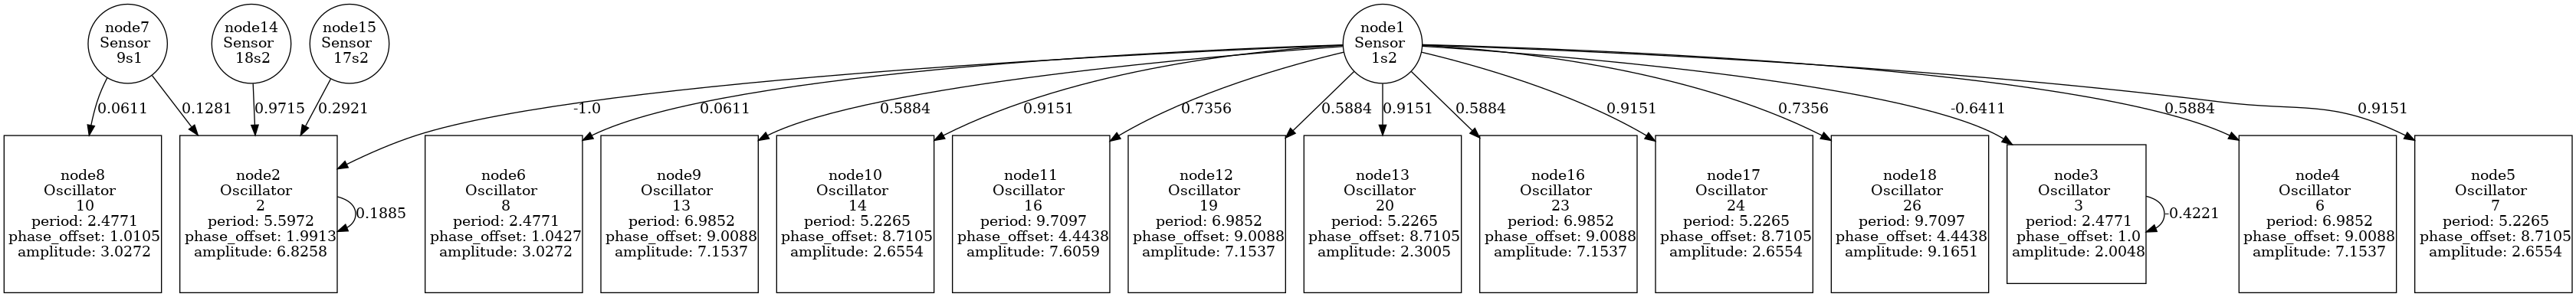 node7
Sensor
9s1
node14
Sensor
18s2
node15
Sensor
17s2
node1
Sensor
1s2
0.0611
0.1281
0.9715
0.2921
-1.0
0.0611
0.5884
0.9151
0.7356
0.5884
0.9151
0.5884
0.9151
0.7356
-0.6411
0.5884
0.9151
node8
Oscillator
10
period: 2.4771
phase_offset: 1.0105
amplitude: 3.0272
node2
Oscillator
2
period: 5.5972
phase_offset: 1.9913
amplitude: 6.8258
0.1885
node6
Oscillator
8
period: 2.4771
phase_offset: 1.0427
amplitude: 3.0272
node9
Oscillator
13
period: 6.9852
phase_offset: 9.0088
amplitude: 7.1537
node10
Oscillator
14
period: 5.2265
phase_offset: 8.7105
amplitude: 2.6554
node11
Oscillator
16
period: 9.7097
phase_offset: 4.4438
amplitude: 7.6059
node12
Oscillator
19
period: 6.9852
phase_offset: 9.0088
amplitude: 7.1537
node13
Oscillator
20
period: 5.2265
phase_offset: 8.7105
amplitude: 2.3005
node16
Oscillator
23
period: 6.9852
phase_offset: 9.0088
amplitude: 7.1537
node17
Oscillator
24
period: 5.2265
phase_offset: 8.7105
amplitude: 2.6554
node18
Oscillator
26
period: 9.7097
phase_offset: 4.4438
amplitude: 9.1651
node3
Oscillator
3
period: 2.4771
phase_offset: 1.0
amplitude: 2.0048
-0.4221
node4
Oscillator
6
period: 6.9852
phase_offset: 9.0088
amplitude: 7.1537
node5
Oscillator
7
period: 5.2265
phase_offset: 8.7105
amplitude: 2.6554